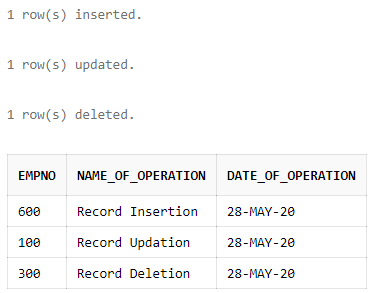 1 row(s) inserted.
1 row(s) updated.
1 row(s) deleted.
EMPNO NAME_OF_OPERATION DATE_OF_OPERATION
600 Record Insertion 28-MAY-20
100 Record Updation 28-MAY-20
300 Record Deletion 28-MAY-20